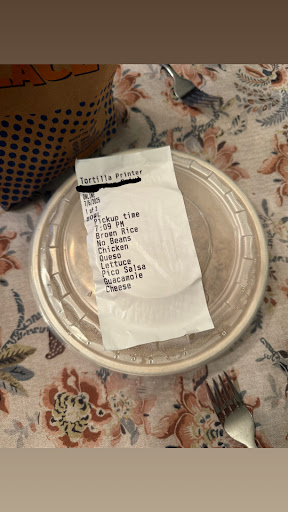 Tortilla Printer
ONLINE
1 of 1
Pickup time
7:09 PM
Brown Rice
No Beans
Chicken
Queso
Lettuce
Pico Salsa
Guacamole
Cheese